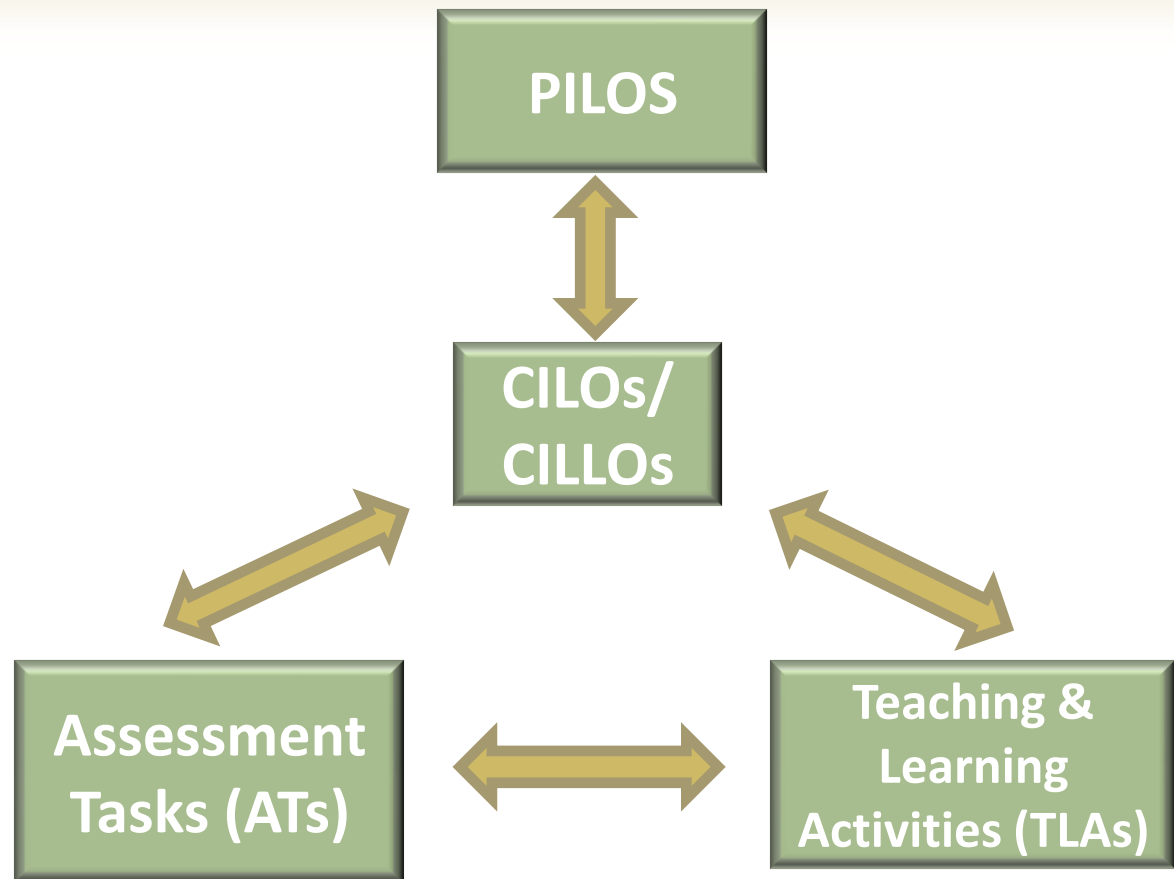 PILOS
CILOs/
CILLOs
Assessment
Tasks (ATs)
Teaching &
Learning
Activities (TLAs)